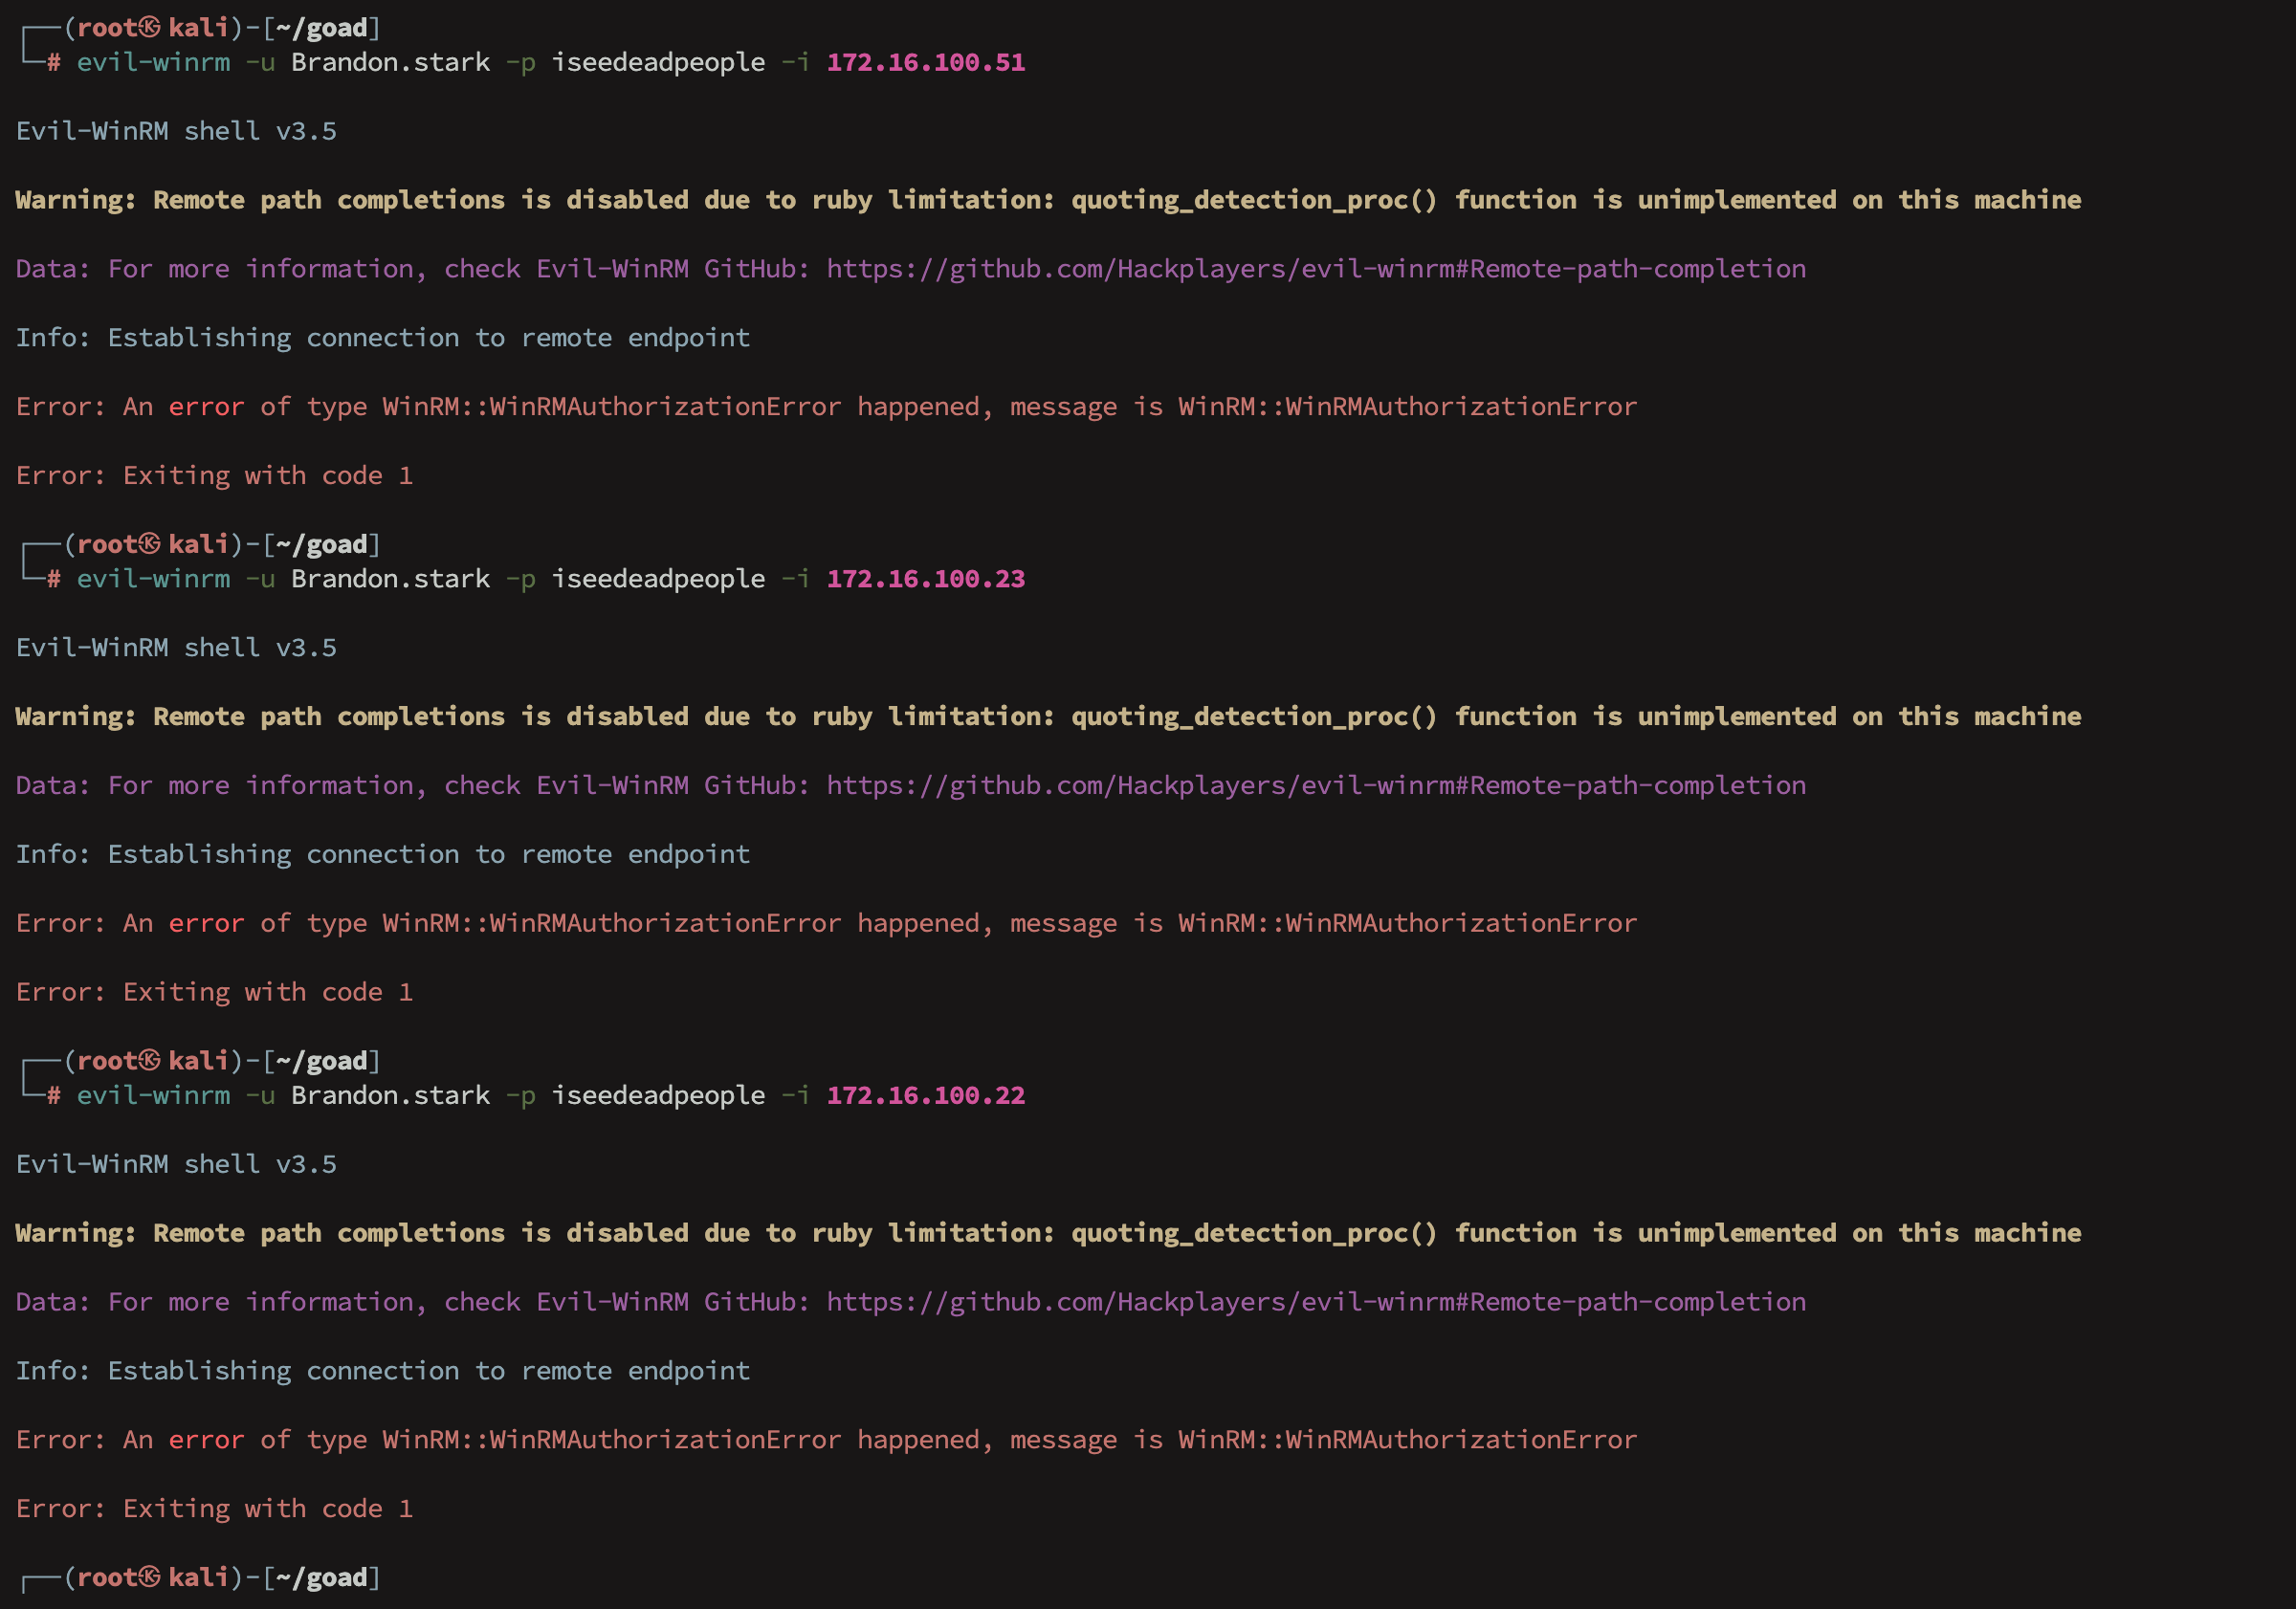 ┌──(root㉿kali)-[~/goad]
└─# evil-winrm -u Brandon.stark -p iseedeadpeople -i 172.16.100.51
Evil-WinRM shell v3.5
Warning: Remote path completions is disabled due to ruby limitation: quoting_detection_proc() function is unimplemented on this machine
Data: For more information, check Evil-WinRM GitHub: https://github.com/Hackplayers/evil-winrm#Remote-path-completion
Info: Establishing connection to remote endpoint
Error: An error of type WinRM::WinRMAuthorizationError happened, message is WinRM::WinRMAuthorizationError
Error: Exiting with code 1
┌──(root㉿kali)-[~/goad]
└─# evil-winrm -u Brandon.stark -p iseedeadpeople -i 172.16.100.23
Evil-WinRM shell v3.5
Warning: Remote path completions is disabled due to ruby limitation: quoting_detection_proc() function is unimplemented on this machine
Data: For more information, check Evil-WinRM GitHub: https://github.com/Hackplayers/evil-winrm#Remote-path-completion
Info: Establishing connection to remote endpoint
Error: An error of type WinRM::WinRMAuthorizationError happened, message is WinRM::WinRMAuthorizationError
Error: Exiting with code 1
┌──(root㉿kali)-[~/goad]
└─# evil-winrm -u Brandon.stark -p iseedeadpeople -i 172.16.100.22
Evil-WinRM shell v3.5
Warning: Remote path completions is disabled due to ruby limitation: quoting_detection_proc() function is unimplemented on this machine
Data: For more information, check Evil-WinRM GitHub: https://github.com/Hackplayers/evil-winrm#Remote-path-completion
Info: Establishing connection to remote endpoint
Error: An error of type WinRM::WinRMAuthorizationError happened, message is WinRM::WinRMAuthorizationError
Error: Exiting with code 1
┌──(root㉿kali)-[~/goad]